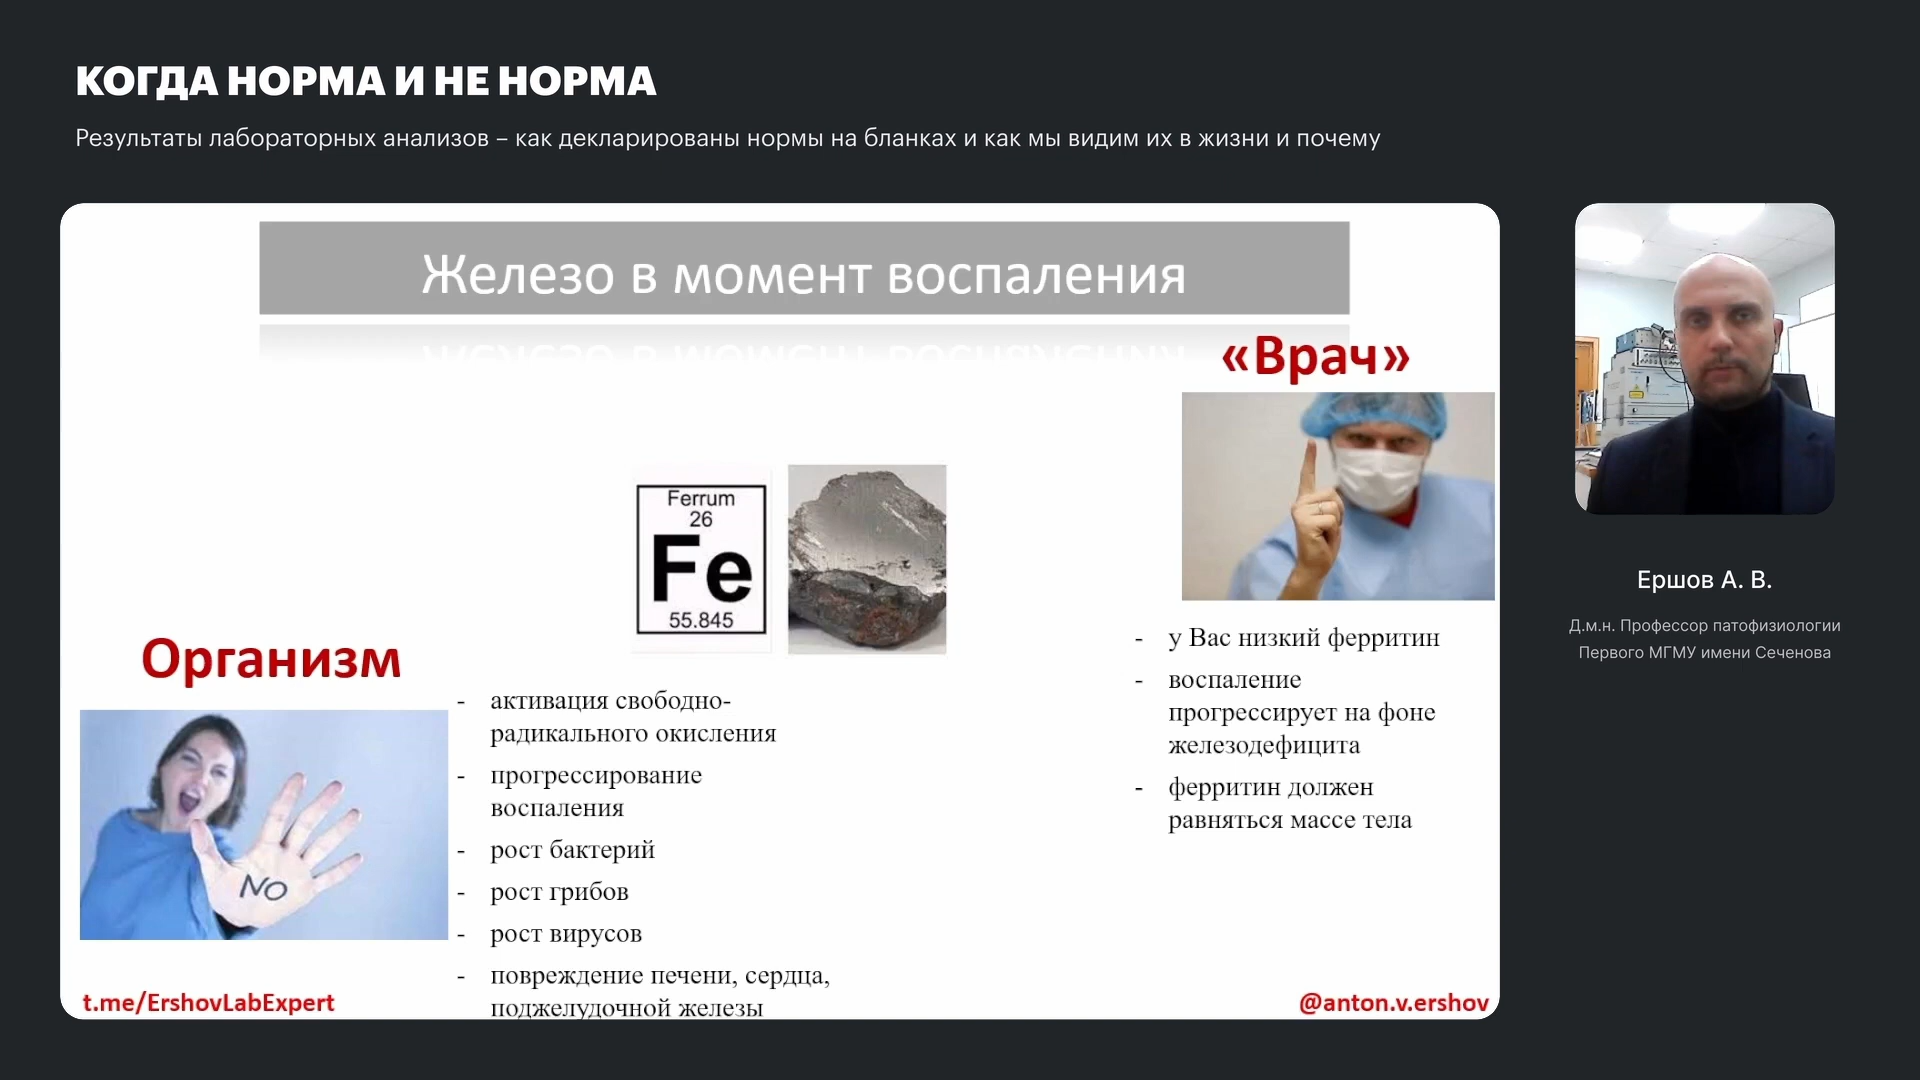 КОГДА НОРМА И НЕ НОРМА
Результаты лабораторных анализов – как декларированы нормы на бланках и как мы видим их в жизни и почему
Железо в момент воспаления
«Врач»
Ferrum
26
Fe
55.845
- у Вас низкий ферритин
- воспаление
прогрессирует на фоне
железодефицита
- ферритин должен
равняться массе тела
Организм
NO
- активация свободно-
радикального окисления
- прогрессирование
воспаления
- рост бактерий
- рост грибов
- рост вирусов
- повреждение печени, сердца,
поджелудочной железы
t.me/ErshovLabExpert
@anton.v.ershov
Ершов А. В.
Д.м.н. Профессор патофизиологии
Первого МГМУ имени Сеченова